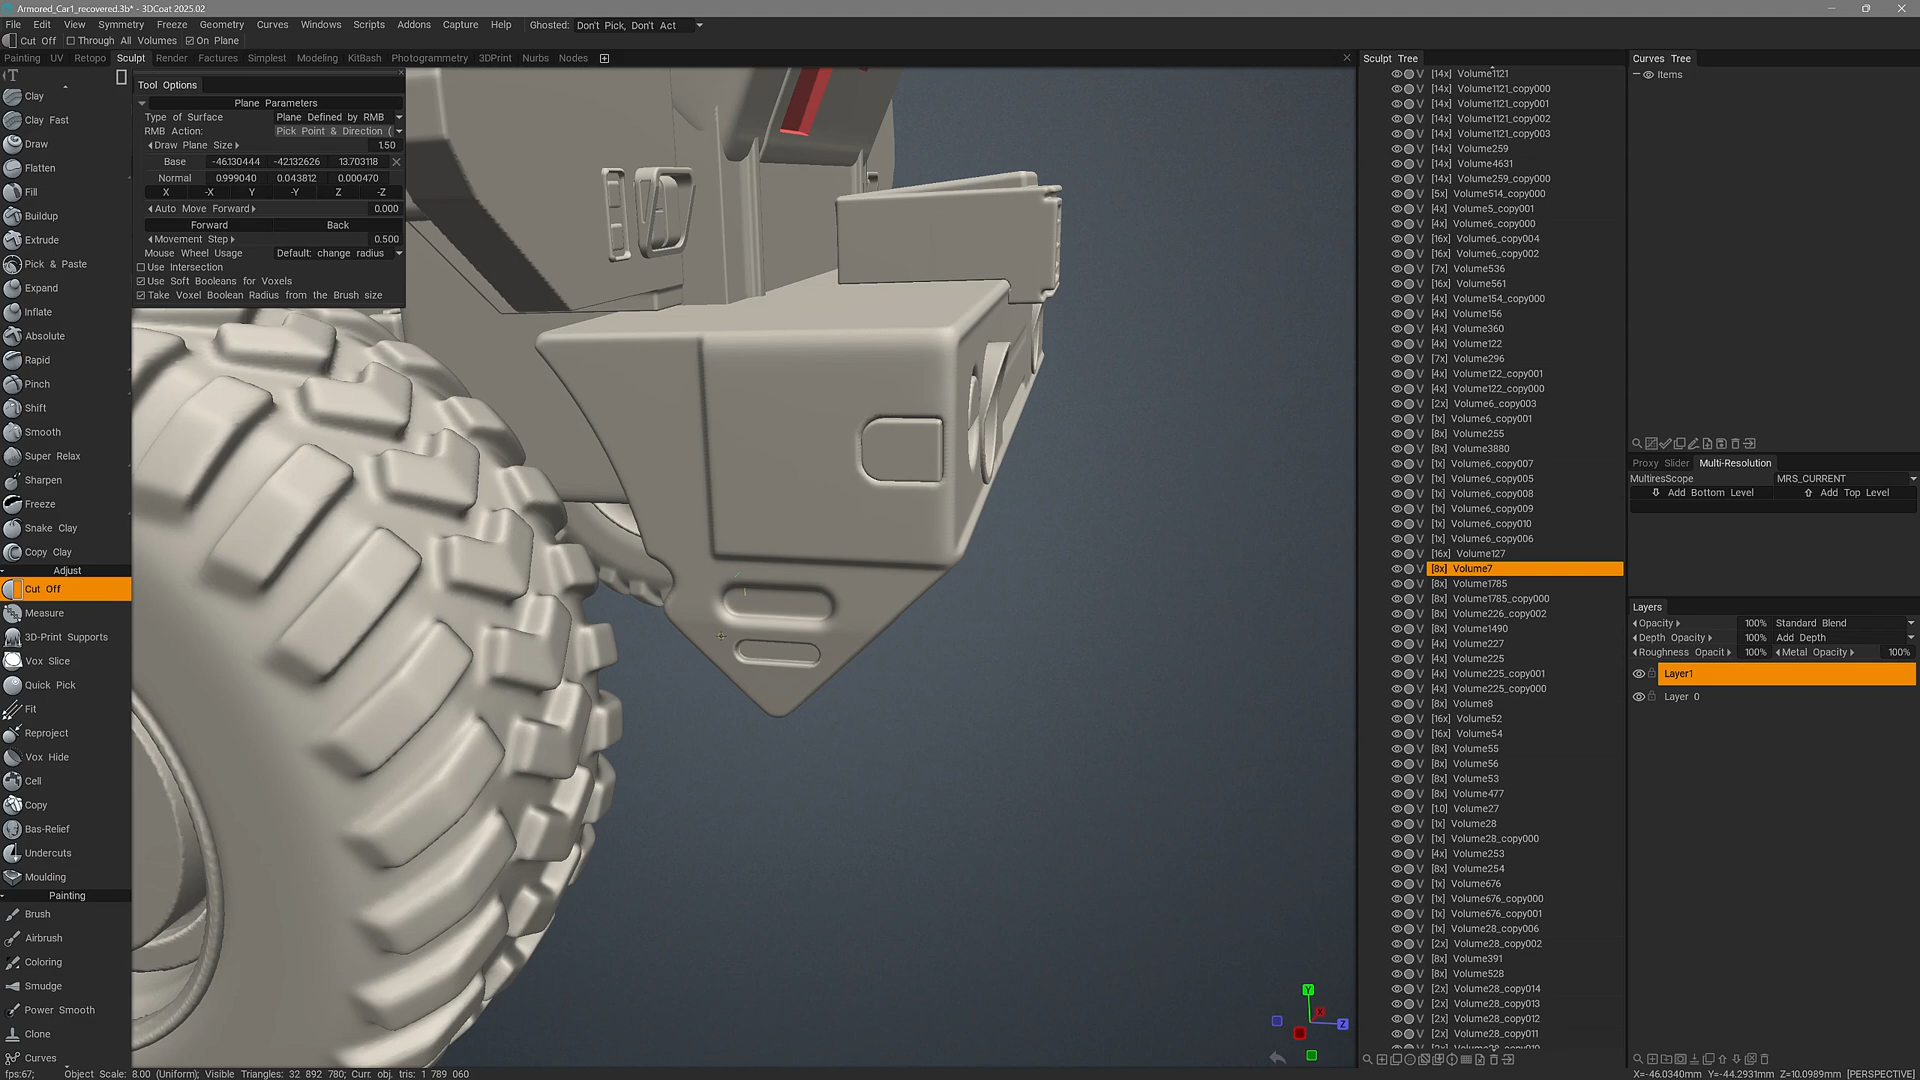 Armored_Car1_recovered.3b* - 3DCoat 2025.02
File Edit View Symmetry Freeze Geometry Curves Windows Scripts Addons Capture Help Ghosted: Don't Pick, Don't Act
Cut Off Through All Volumes On Plane
Painting UV Retopo Sculpt Render Factures Simplest Modeling KitBash Photogrammetry 3DPrint Nurbs Nodes
Clay
Clay Fast
Draw
Flatten
Fill
Buildup
Extrude
Pick & Paste
Expand
Inflate
Absolute
Rapid
Pinch
Shift
Smooth
Super Relax
Sharpen
Freeze
Snake Clay
Copy Clay
Adjust
Cut Off
Measure
3D-Print Supports
Vox Slice
Quick Pick
Fit
Reproject
Vox Hide
Cell
Copy
Bas-Relief
Undercuts
Moulding
Painting
Brush
Airbrush
Coloring
Smudge
Power Smooth
Clone
Curves
Tool Options
Plane Parameters
Type of Surface Plane Defined by RMB
RMB Action: Pick Point & Direction (
Draw Plane Size 1.50
Base -46.130444 -42.132626 13.703118
Normal 0.999040 0.043812 0.000470
X -X Y -Y Z -Z
Auto Move Forward 0.000
Forward Back
Movement Step 0.500
Mouse Wheel Usage Default: change radius
Use Intersection
Use Soft Booleans for Voxels
Take Voxel Boolean Radius from the Brush size
Y
X
Z
Sculpt Tree
V [14x] Volume1121
V [14x] Volume1121_copy000
V [14x] Volume1121_copy001
V [14x] Volume1121_copy002
V [14x] Volume1121_copy003
V [14x] Volume259
V [14x] Volume4631
V [14x] Volume259_copy000
V [5x] Volume514_copy000
V [4x] Volume5_copy001
V [4x] Volume6_copy000
V [16x] Volume6_copy004
V [16x] Volume6_copy002
V [7x] Volume536
V [16x] Volume561
V [4x] Volume154_copy000
V [4x] Volume156
V [4x] Volume360
V [4x] Volume122
V [7x] Volume296
V [4x] Volume122_copy001
V [4x] Volume122_copy000
V [2x] Volume6_copy003
V [1x] Volume6_copy001
V [8x] Volume255
V [8x] Volume3880
V [1x] Volume6_copy007
V [1x] Volume6_copy005
V [1x] Volume6_copy008
V [1x] Volume6_copy009
V [1x] Volume6_copy010
V [1x] Volume6_copy006
V [16x] Volume127
V [8x] Volume7
V [8x] Volume1785
V [8x] Volume1785_copy000
V [8x] Volume226_copy002
V [8x] Volume1490
V [4x] Volume227
V [4x] Volume225
V [4x] Volume225_copy001
V [4x] Volume225_copy000
V [8x] Volume8
V [16x] Volume52
V [16x] Volume54
V [8x] Volume55
V [8x] Volume56
V [8x] Volume53
V [8x] Volume477
V [1.0] Volume27
V [1x] Volume28
V [1x] Volume28_copy000
V [4x] Volume253
V [8x] Volume254
V [1x] Volume676
V [1x] Volume676_copy000
V [1x] Volume676_copy001
V [1x] Volume28_copy006
V [2x] Volume28_copy002
V [8x] Volume391
V [8x] Volume528
V [2x] Volume28_copy014
V [2x] Volume28_copy013
V [2x] Volume28_copy012
V [2x] Volume28_copy011
Curves Tree
Items
Proxy Slider Multi-Resolution
MultiresScope MRS_CURRENT
Add Bottom Level Add Top Level
Layers
Opacity 100% Standard Blend
Depth Opacity 100% Add Depth
Roughness Opacit 100% Metal Opacity 100%
Layer1
Layer 0
fps:67; Object Scale: 8.00 (Uniform); Visible Triangles: 32 892 780; Curr. obj. tris: 1 789 060
X=-46.0340mm Y=-44.2931mm Z=10.0989mm [PERSPECTIVE]